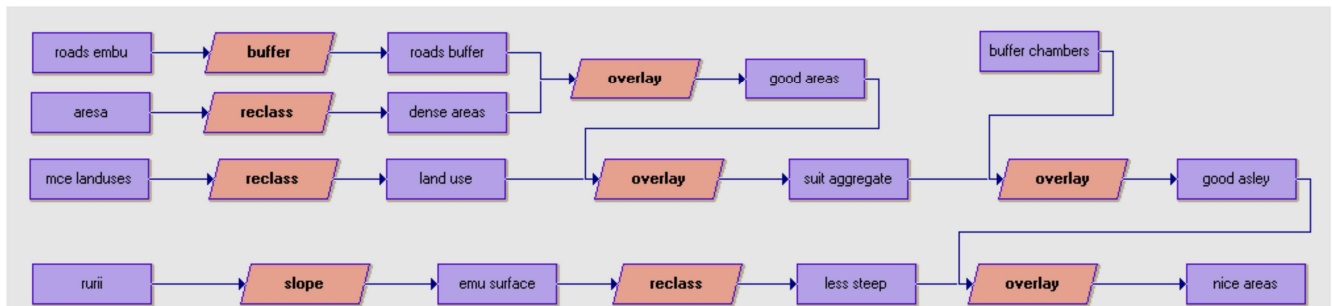 roads embu
buffer
roads buffer
buffer chambers
overlay
good areas
aresa
reclass
dense areas
mce landuses
reclass
land use
overlay
suit aggregate
overlay
good asley
rurii
slope
emu surface
reclass
less steep
overlay
nice areas